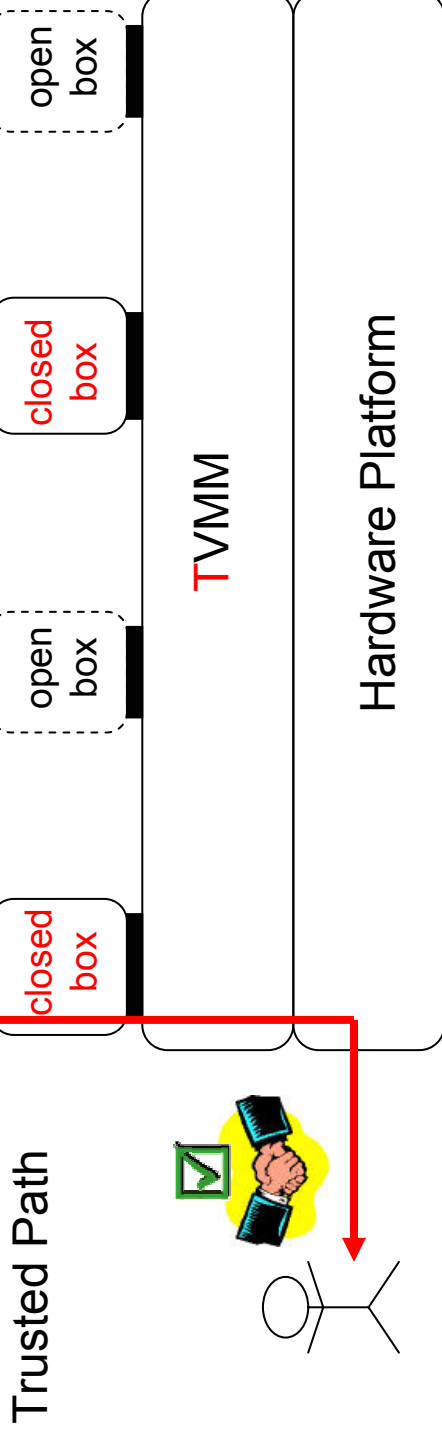 Trusted Path
closed
box
open
box
closed
box
open
box
TVMM
Hardware Platform